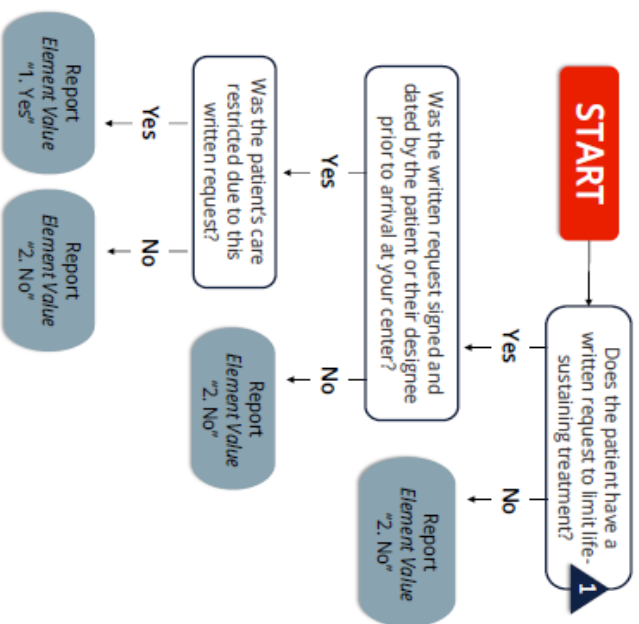 START
Does the patient have a
written request to limit life-
sustaining treatment?
1
Yes
No
Was the written request signed and
dated by the patient or their designee
prior to arrival at your center?
Report
Element Value
"2. No"
Yes
No
Was the patient's care
restricted due to this
written request?
Report
Element Value
"2. No"
Yes
No
Report
Element Value
"1. Yes"
Report
Element Value
"2. No"